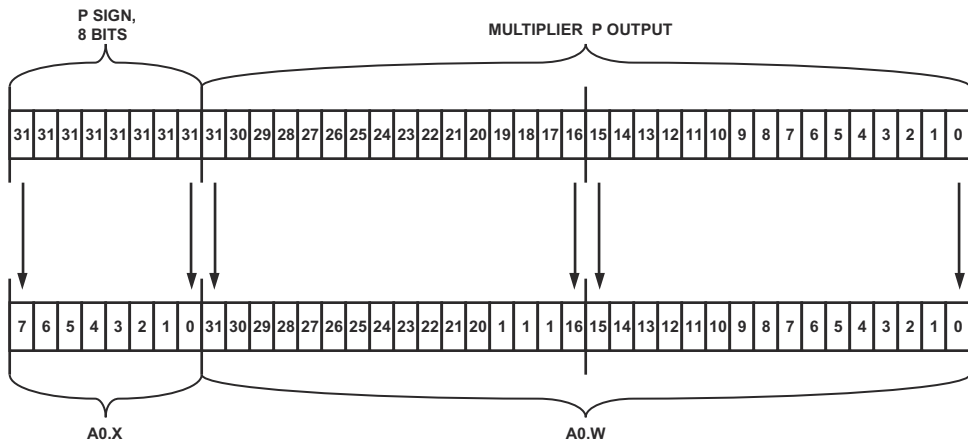 P SIGN,
8 BITS
MULTIPLIER P OUTPUT
31 31 31 31 31 31 31 31 31 30 29 28 27 26 25 24 23 22 21 20 19 18 17 16 15 14 13 12 11 10 9 8 7 6 5 4 3 2 1 0
7 6 5 4 3 2 1 0 31 30 29 28 27 26 25 24 23 22 21 20 1 1 1 16 15 14 13 12 11 10 9 8 7 6 5 4 3 2 1 0
A0.X A0.W